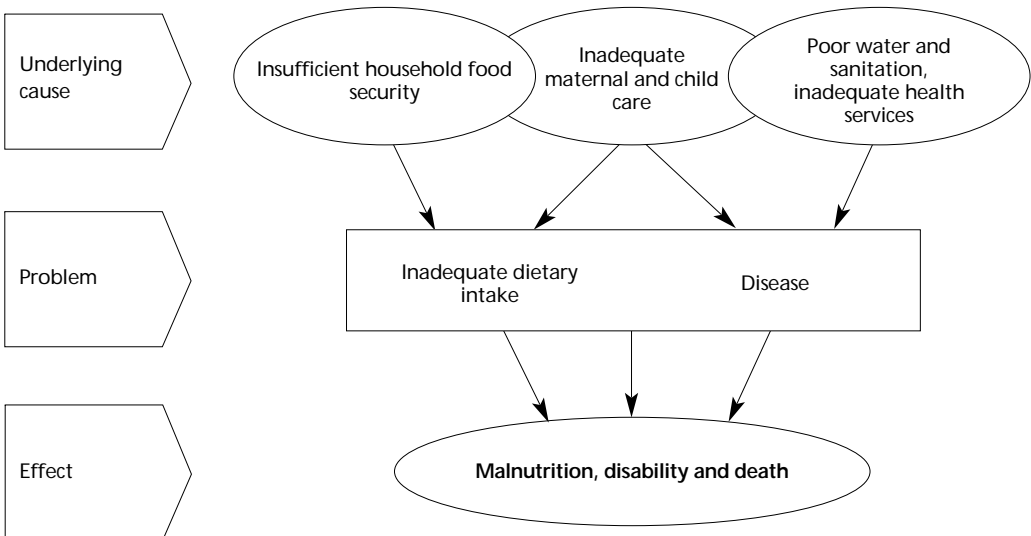 Underlying
cause
Insufficient household food
security
Inadequate
maternal and child
care
Poor water and
sanitation,
inadequate health
services
Problem
Inadequate dietary
intake
Disease
Effect
Malnutrition, disability and death